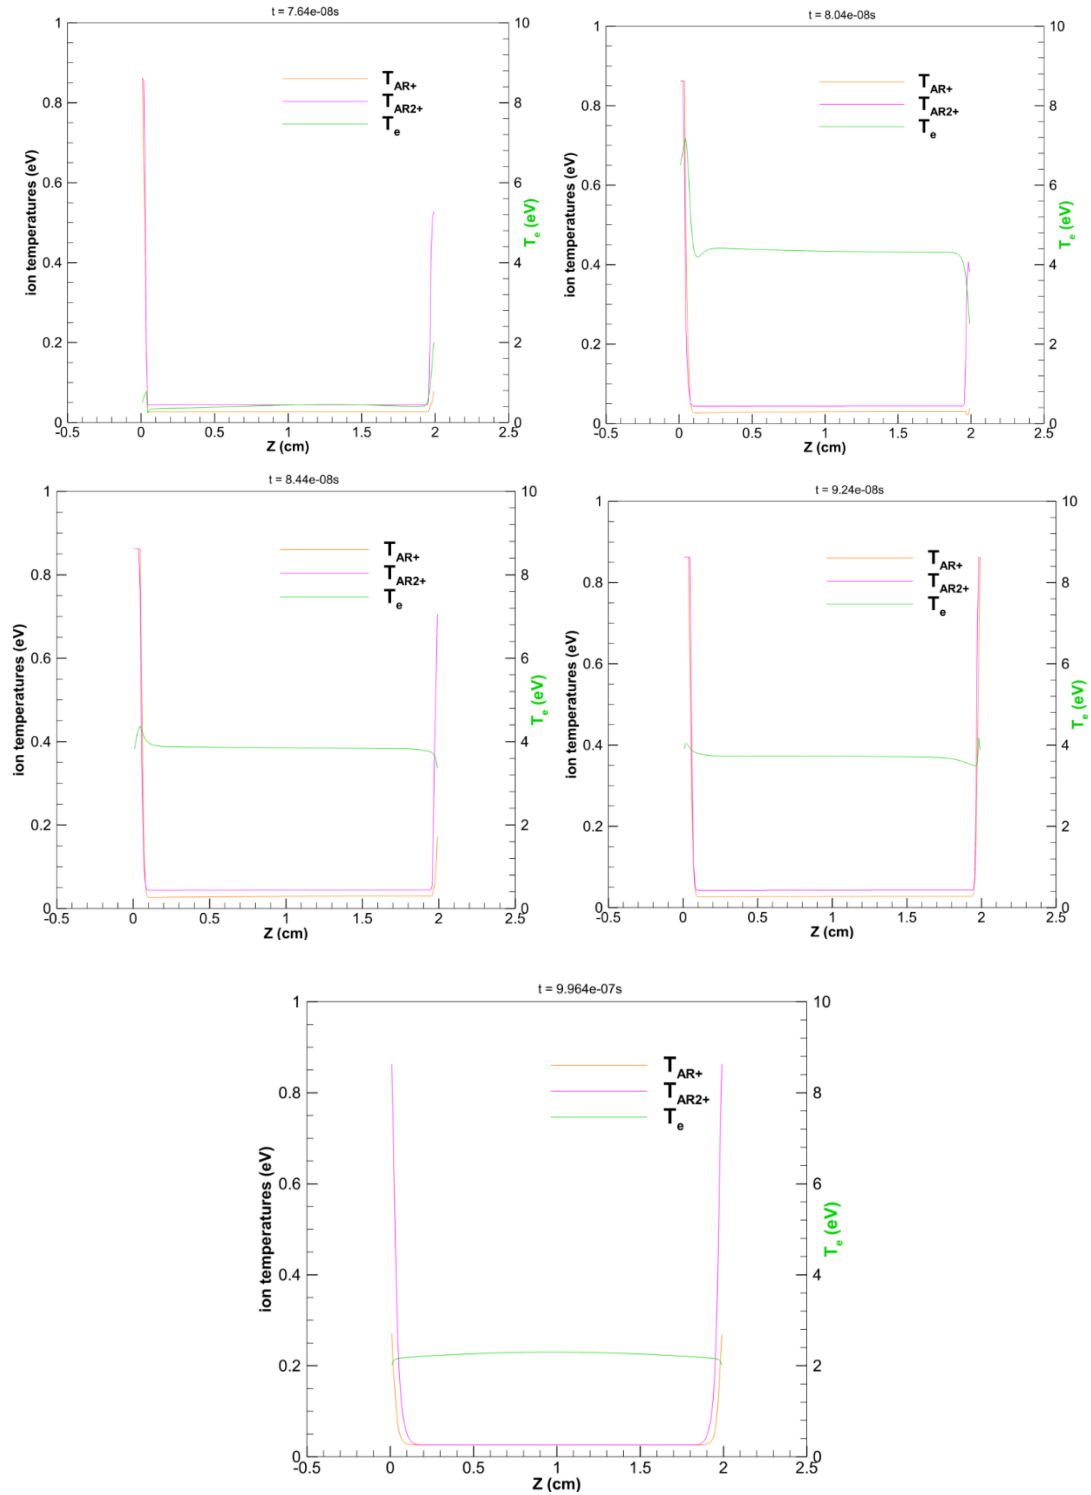 t = 7.64e-08s
1
0.8
0.6
0.4
0.2
0
-0.5
0
0.5
1
1.5
2
2.5
10
8
6
4
2
0
ion temperatures (eV)
Z (cm)
T_e (eV)
T_AR+
T_AR2+
T_e
t = 8.04e-08s
1
0.8
0.6
0.4
0.2
0
-0.5
0
0.5
1
1.5
2
2.5
10
8
6
4
2
0
ion temperatures (eV)
Z (cm)
T_e (eV)
T_AR+
T_AR2+
T_e
t = 8.44e-08s
1
0.8
0.6
0.4
0.2
0
-0.5
0
0.5
1
1.5
2
2.5
10
8
6
4
2
0
ion temperatures (eV)
Z (cm)
T_e (eV)
T_AR+
T_AR2+
T_e
t = 9.24e-08s
1
0.8
0.6
0.4
0.2
0
-0.5
0
0.5
1
1.5
2
2.5
10
8
6
4
2
0
ion temperatures (eV)
Z (cm)
T_e (eV)
T_AR+
T_AR2+
T_e
t = 9.964e-07s
1
0.8
0.6
0.4
0.2
0
-0.5
0
0.5
1
1.5
2
2.5
10
8
6
4
2
0
ion temperatures (eV)
Z (cm)
T_e (eV)
T_AR+
T_AR2+
T_e